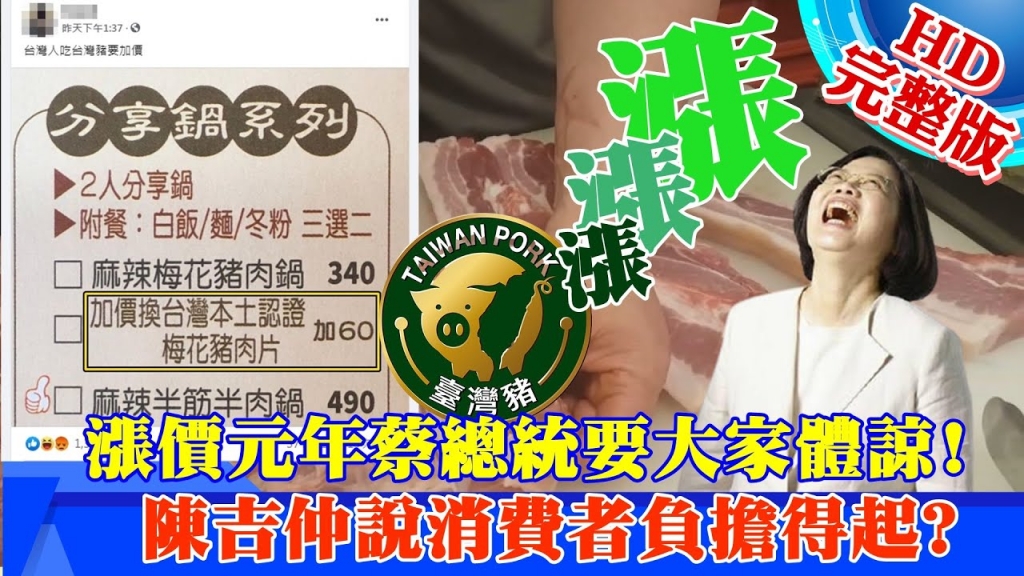 昨天下午1:37
台灣人吃台灣豬要加價
分享鍋系列
▶2人分享鍋
▶附餐：白飯/麵/冬粉 三選二
麻辣梅花豬肉鍋 340
加價換台灣本土認證
梅花豬肉片 加60
麻辣半筋半肉鍋 490
TAIWAN PORK
臺灣豬
漲
漲
漲
HD
完整版
漲價元年蔡總統要大家體諒!
陳吉仲說消費者負擔得起?